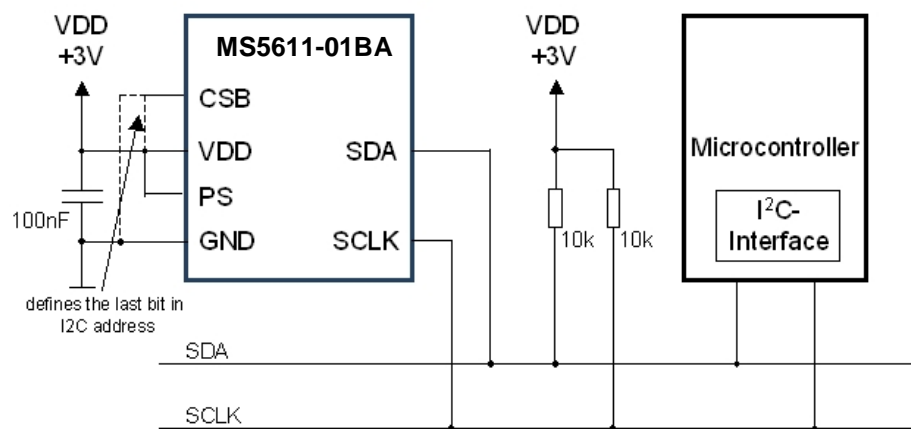 VDD
+3V
MS5611-01BA
CSB
VDD
PS
GND
SDA
SCLK
100nF
defines the last bit in
I2C address
VDD
+3V
10k
10k
Microcontroller
I²C-
Interface
SDA
SCLK